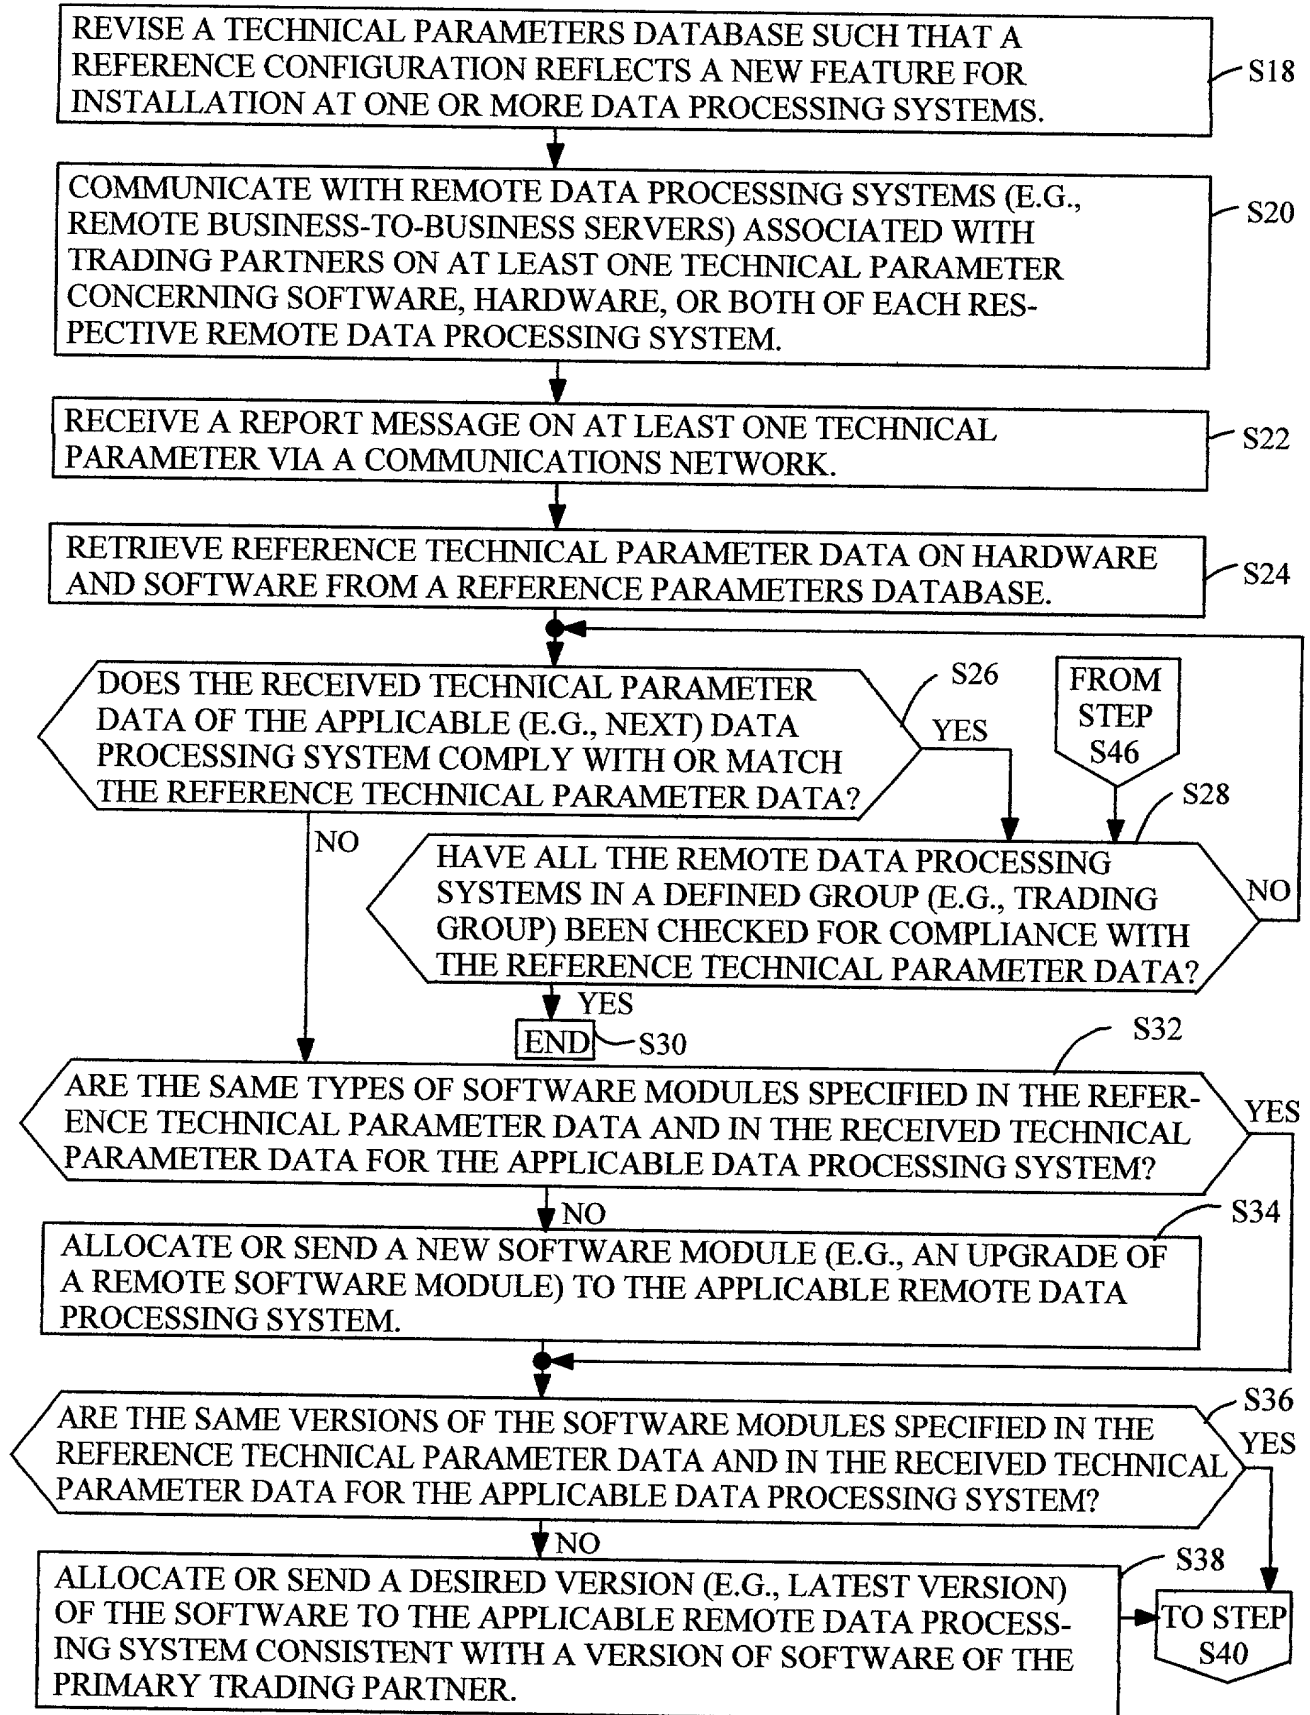 REVISE A TECHNICAL PARAMETERS DATABASE SUCH THAT A
REFERENCE CONFIGURATION REFLECTS A NEW FEATURE FOR
INSTALLATION AT ONE OR MORE DATA PROCESSING SYSTEMS.
S18
COMMUNICATE WITH REMOTE DATA PROCESSING SYSTEMS (E.G.,
REMOTE BUSINESS-TO-BUSINESS SERVERS) ASSOCIATED WITH
TRADING PARTNERS ON AT LEAST ONE TECHNICAL PARAMETER
CONCERNING SOFTWARE, HARDWARE, OR BOTH OF EACH RES-
PECTIVE REMOTE DATA PROCESSING SYSTEM.
S20
RECEIVE A REPORT MESSAGE ON AT LEAST ONE TECHNICAL
PARAMETER VIA A COMMUNICATIONS NETWORK.
S22
RETRIEVE REFERENCE TECHNICAL PARAMETER DATA ON HARDWARE
AND SOFTWARE FROM A REFERENCE PARAMETERS DATABASE.
S24
DOES THE RECEIVED TECHNICAL PARAMETER
DATA OF THE APPLICABLE (E.G., NEXT) DATA
PROCESSING SYSTEM COMPLY WITH OR MATCH
THE REFERENCE TECHNICAL PARAMETER DATA?
S26
YES
FROM
STEP
S46
NO
S28
HAVE ALL THE REMOTE DATA PROCESSING
SYSTEMS IN A DEFINED GROUP (E.G., TRADING
GROUP) BEEN CHECKED FOR COMPLIANCE WITH
THE REFERENCE TECHNICAL PARAMETER DATA?
NO
YES
END
S30
S32
ARE THE SAME TYPES OF SOFTWARE MODULES SPECIFIED IN THE REFER-
ENCE TECHNICAL PARAMETER DATA AND IN THE RECEIVED TECHNICAL
PARAMETER DATA FOR THE APPLICABLE DATA PROCESSING SYSTEM?
YES
NO
S34
ALLOCATE OR SEND A NEW SOFTWARE MODULE (E.G., AN UPGRADE OF
A REMOTE SOFTWARE MODULE) TO THE APPLICABLE REMOTE DATA
PROCESSING SYSTEM.
S36
ARE THE SAME VERSIONS OF THE SOFTWARE MODULES SPECIFIED IN THE
REFERENCE TECHNICAL PARAMETER DATA AND IN THE RECEIVED TECHNICAL
PARAMETER DATA FOR THE APPLICABLE DATA PROCESSING SYSTEM?
YES
NO
S38
ALLOCATE OR SEND A DESIRED VERSION (E.G., LATEST VERSION)
OF THE SOFTWARE TO THE APPLICABLE REMOTE DATA PROCESS-
ING SYSTEM CONSISTENT WITH A VERSION OF SOFTWARE OF THE
PRIMARY TRADING PARTNER.
TO STEP
S40